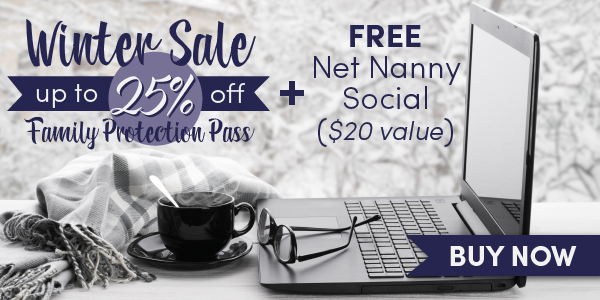 Winter Sale
up to 25% off
Family Protection Pass
+
FREE
Net Nanny
Social
($20 value)
BUY NOW